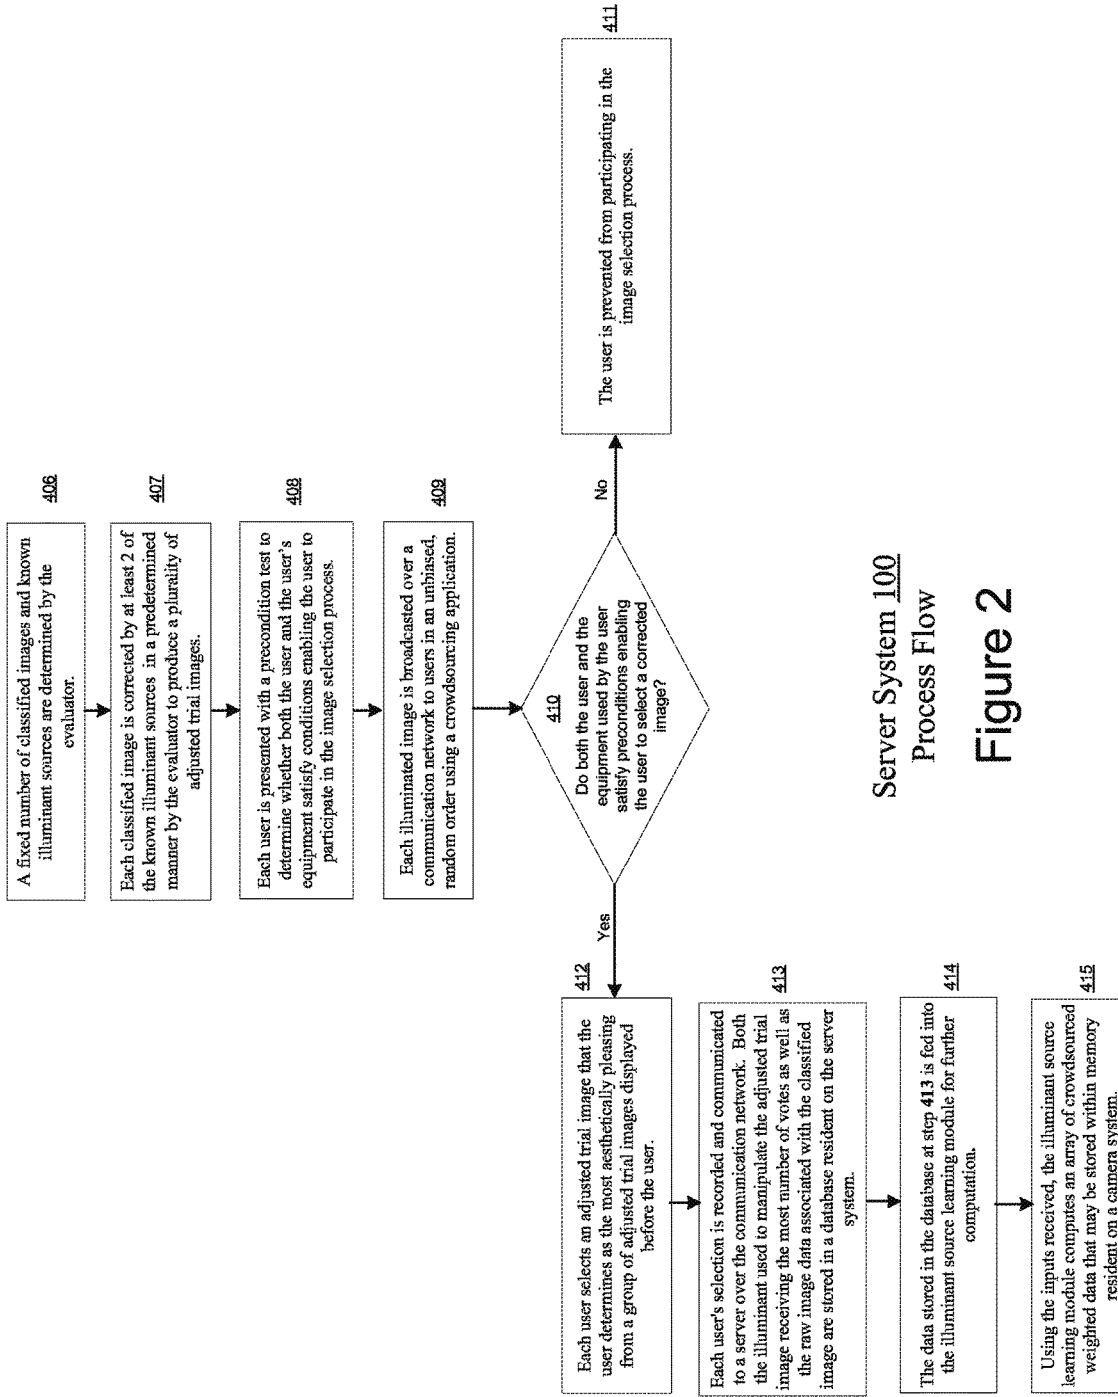 406
A fixed number of classified images and known
illuminant sources are determined by the
evaluator.
407
Each classified image is corrected by at least 2 of
the known illuminant sources in a predetermined
manner by the evaluator to produce a plurality of
adjusted trial images.
408
Each user is presented with a precondition test to
determine whether both the user and the user's
equipment satisfy conditions enabling the user to
participate in the image selection process.
409
Each illuminated image is broadcasted over a
communication network to users in an unbiased,
random order using a crowdsourcing application.
410
Do both the user and the
equipment used by the user
satisfy preconditions enabling
the user to select a corrected
image?
No
411
The user is prevented from participating in the
image selection process.
Yes
412
Each user selects an adjusted trial image that the
user determines as the most aesthetically pleasing
from a group of adjusted trial images displayed
before the user.
413
Each user's selection is recorded and communicated
to a server over the communication network. Both
the illuminant used to manipulate the adjusted trial
image receiving the most number of votes as well as
the raw image data associated with the classified
image are stored in a database resident on the server
system.
414
The data stored in the database at step 413 is fed into
the illuminant source learning module for further
computation.
415
Using the inputs received, the illuminant source
learning module computes an array of crowdsourced
weighted data that may be stored within memory
resident on a camera system.
Server System 100
Process Flow
Figure 2